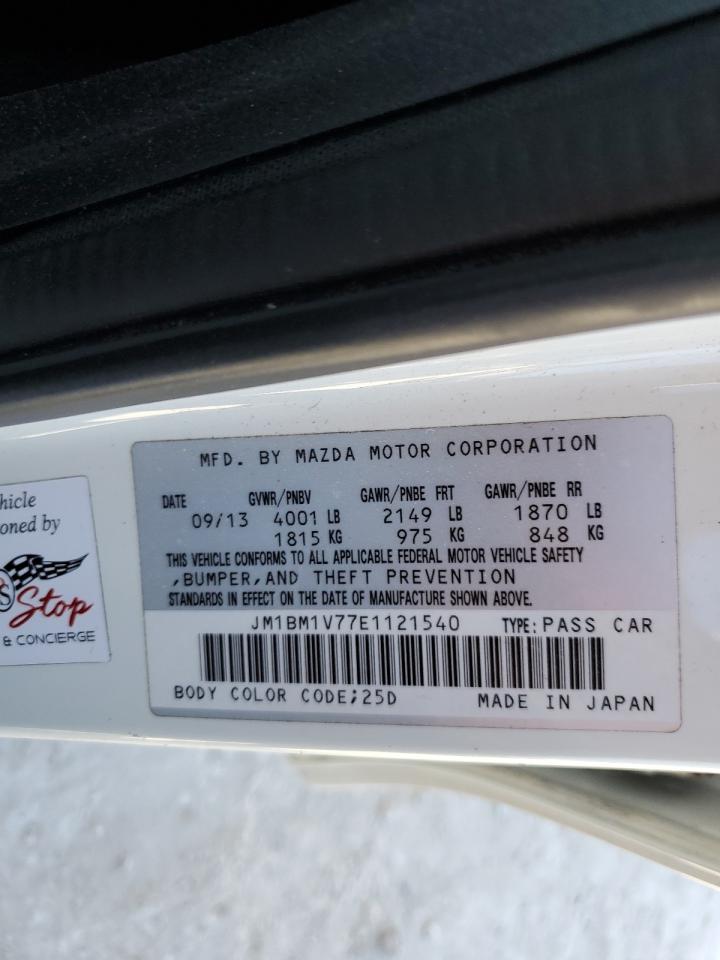 MFD. BY MAZDA MOTOR CORPORATION
DATE GVWR/PNBV GAWR/PNBE FRT GAWR/PNBE RR
09/13 4001 LB 2149 LB 1870 LB
1815 KG 975 KG 848 KG
THIS VEHICLE CONFORMS TO ALL APPLICABLE FEDERAL MOTOR VEHICLE SAFETY
,BUMPER,AND THEFT PREVENTION
STANDARDS IN EFFECT ON THE DATE OF MANUFACTURE SHOWN ABOVE.
JM1BM1V77E1121540 TYPE: PASS CAR
BODY COLOR CODE;25D MADE IN JAPAN
by
Stop
& CONCIERGE